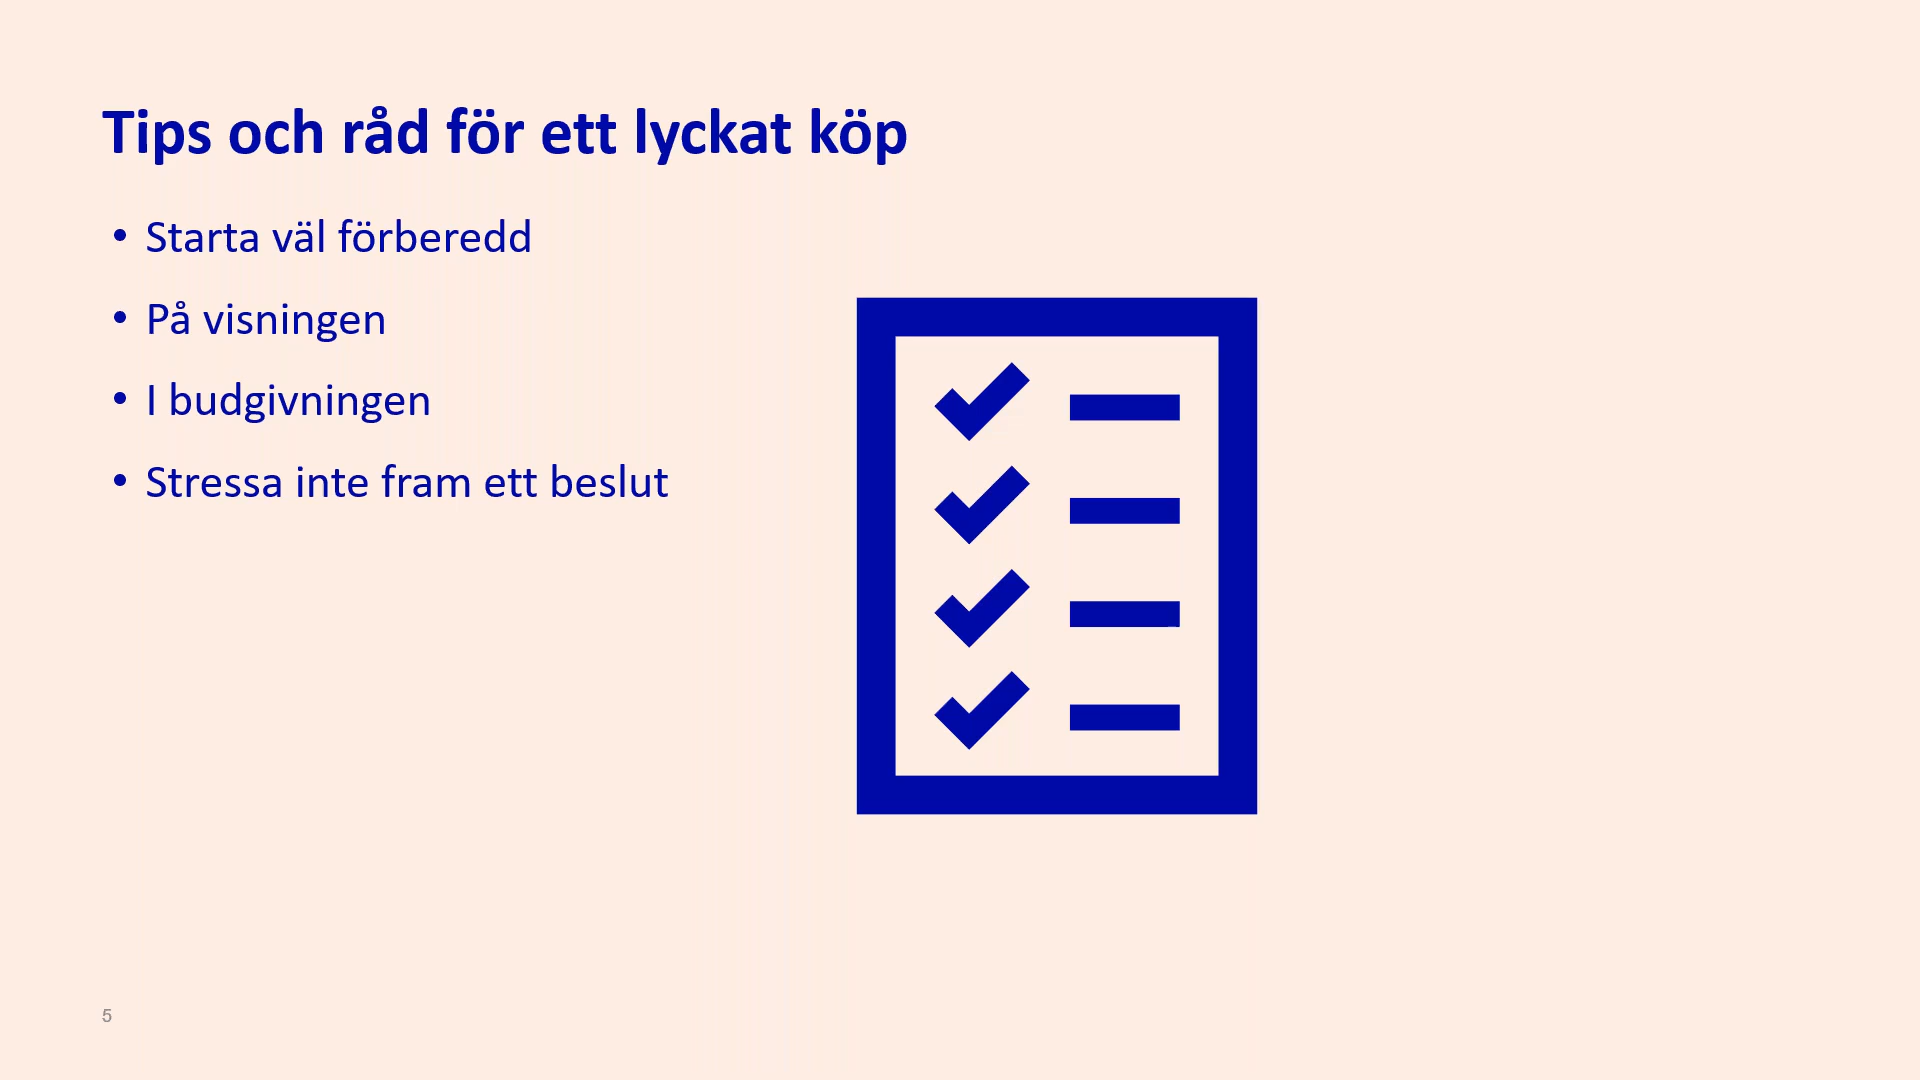 Tips och råd för ett lyckat köp
• Starta väl förberedd
• På visningen
• I budgivningen
• Stressa inte fram ett beslut
5